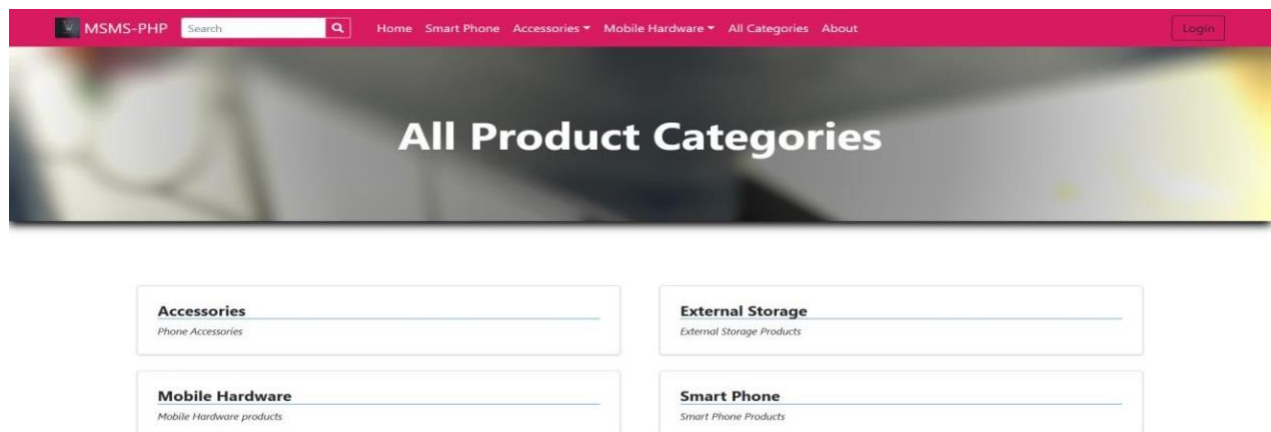 MSMS-PHP Search Home Smart Phone Accessories Mobile Hardware All Categories About Login
All Product Categories
Accessories
Phone Accessories
External Storage
External Storage Products
Mobile Hardware
Mobile Hardware products
Smart Phone
Smart Phone Products